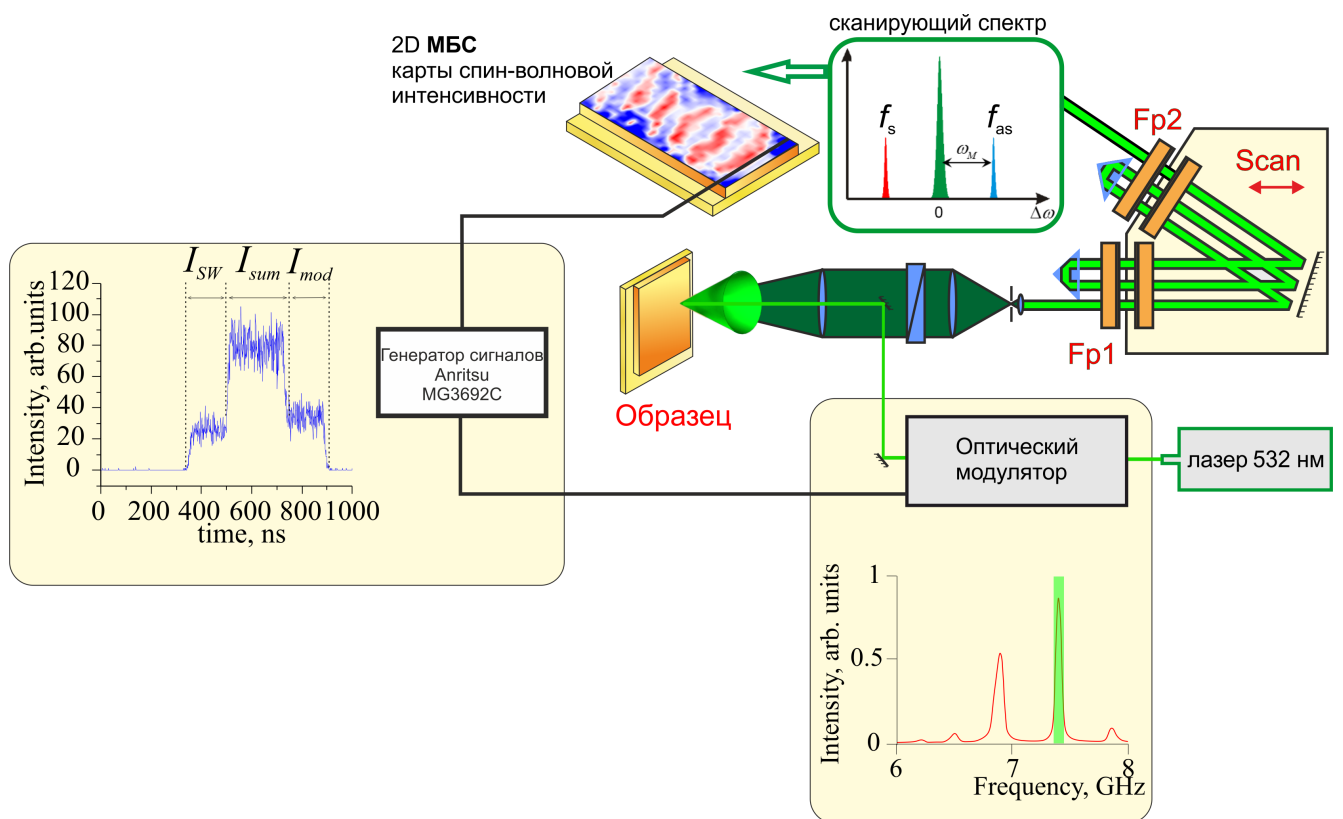 сканирующий спектр
2D МБС
карты спин-волновой
интенсивности
fs
fas
ωM
0
Δω
Fp2
Scan
Fp1
ISW Isum Imod
Intensity, arb.units
120
100
80
60
40
20
0
0 200 400 600 800 1000
time, ns
Генератор сигналов
Anritsu
MG3692C
Образец
Оптический
модулятор
лазер 532 нм
Intensity, arb. units
1
0.5
0
6 7 8
Frequency, GHz